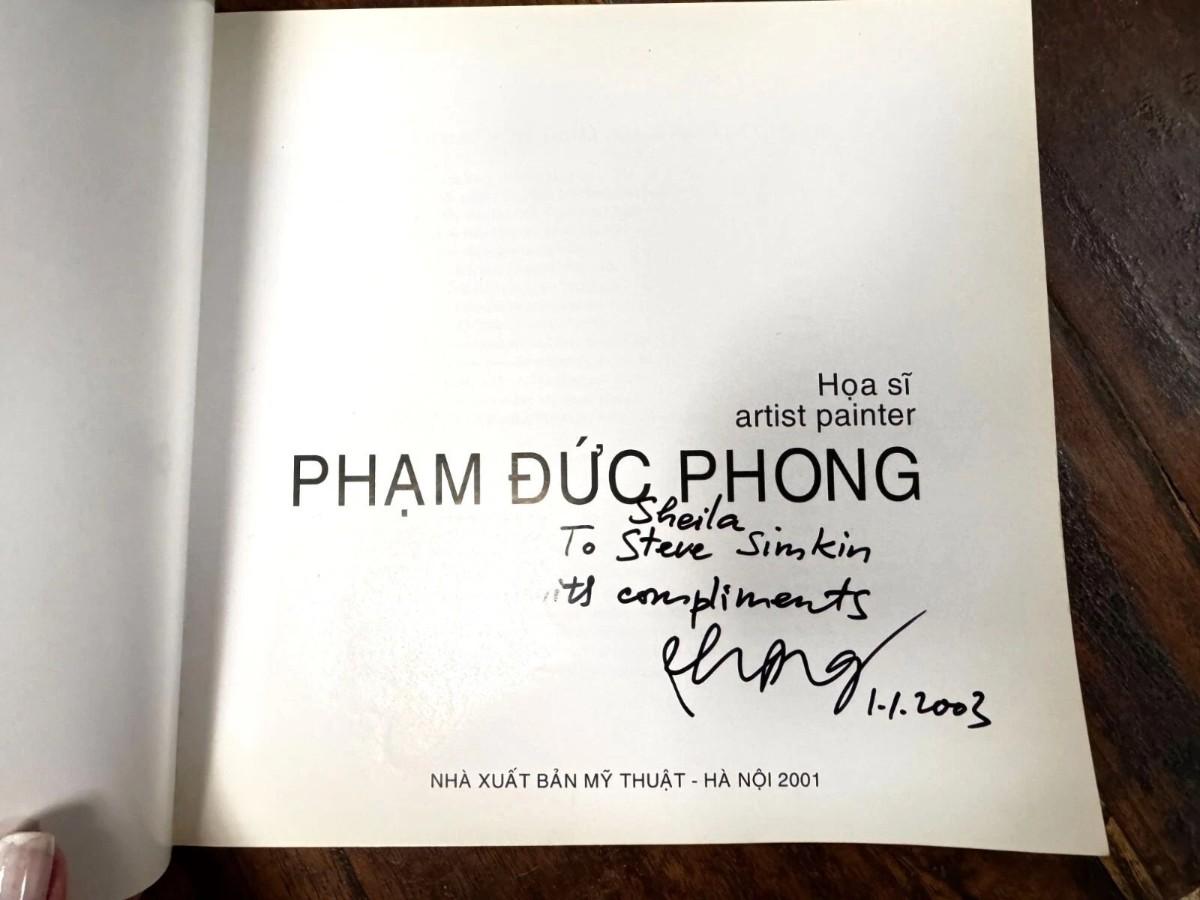 Họa sĩ
artist painter
PHẠM ĐỨC PHONG
Sheila
To Steve Simkin
compliments
Phong
1.1.2003
NHÀ XUẤT BẢN MỸ THUẬT - HÀ NỘI 2001